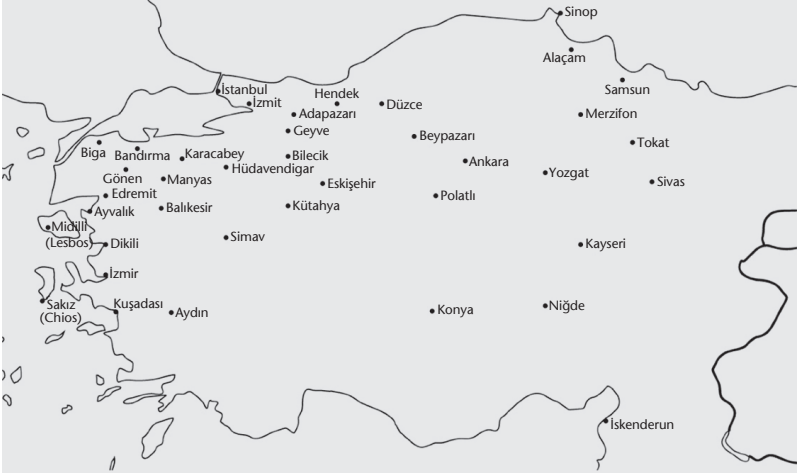 Sinop
Alaçam
Samsun
İstanbul
İzmit
Hendek
Düzce
Adapazarı
Merzifon
Geyve
Beypazarı
Tokat
Biga
Bandırma
Karacabey
Bilecik
Ankara
Hüdavendigar
Yozgat
Gönen
Manyas
Eskişehir
Sivas
Edremit
Polatlı
Ayvalık
Balıkesir
Kütahya
Midilli
(Lesbos)
Dikili
Simav
Kayseri
İzmir
Sakız
(Chios)
Kuşadası
Aydın
Konya
Niğde
İskenderun